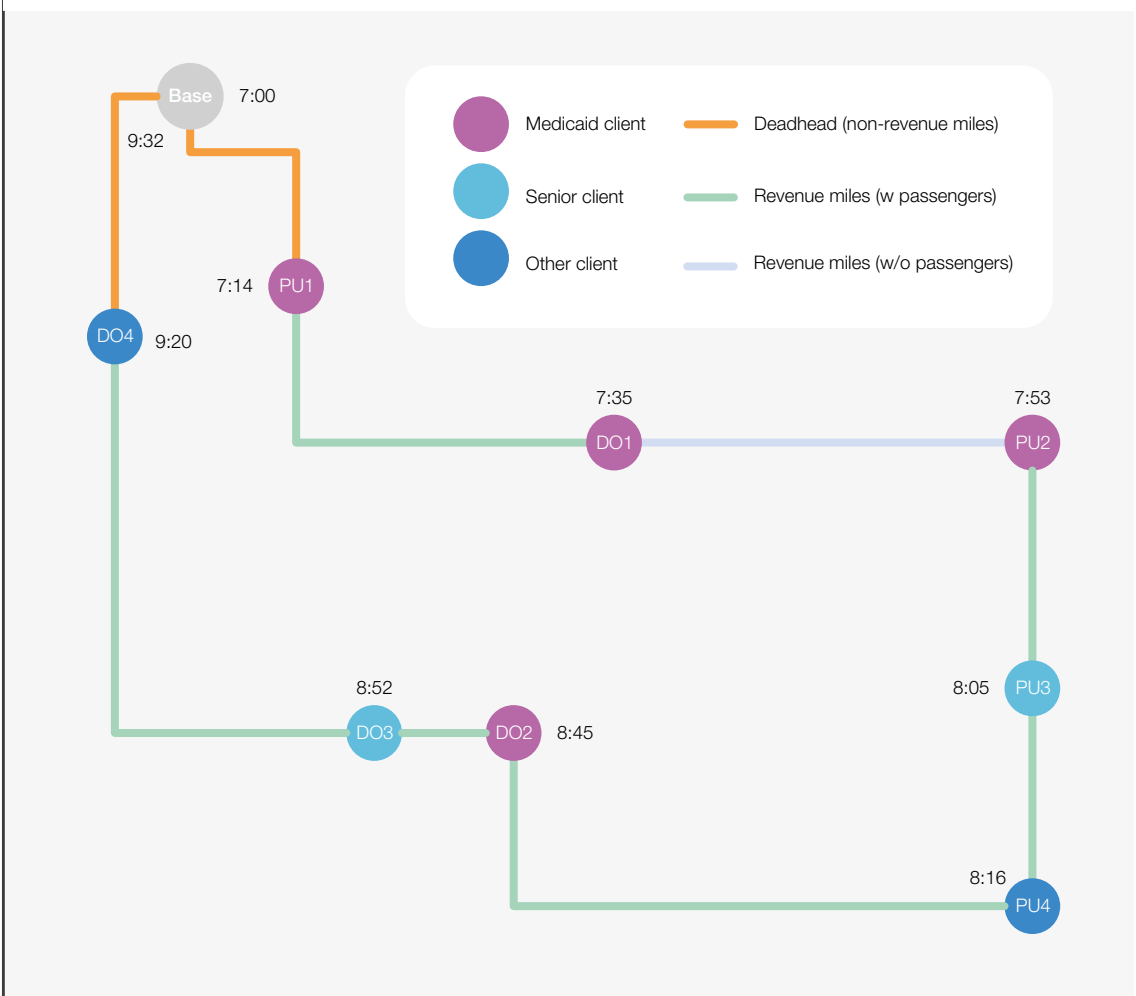 Base
7:00
9:32
Medicaid client
Deadhead (non-revenue miles)
Senior client
Revenue miles (w passengers)
Other client
Revenue miles (w/o passengers)
7:14
PU1
DO4
9:20
7:35
DO1
7:53
PU2
8:05
PU3
8:52
DO3
DO2
8:45
8:16
PU4